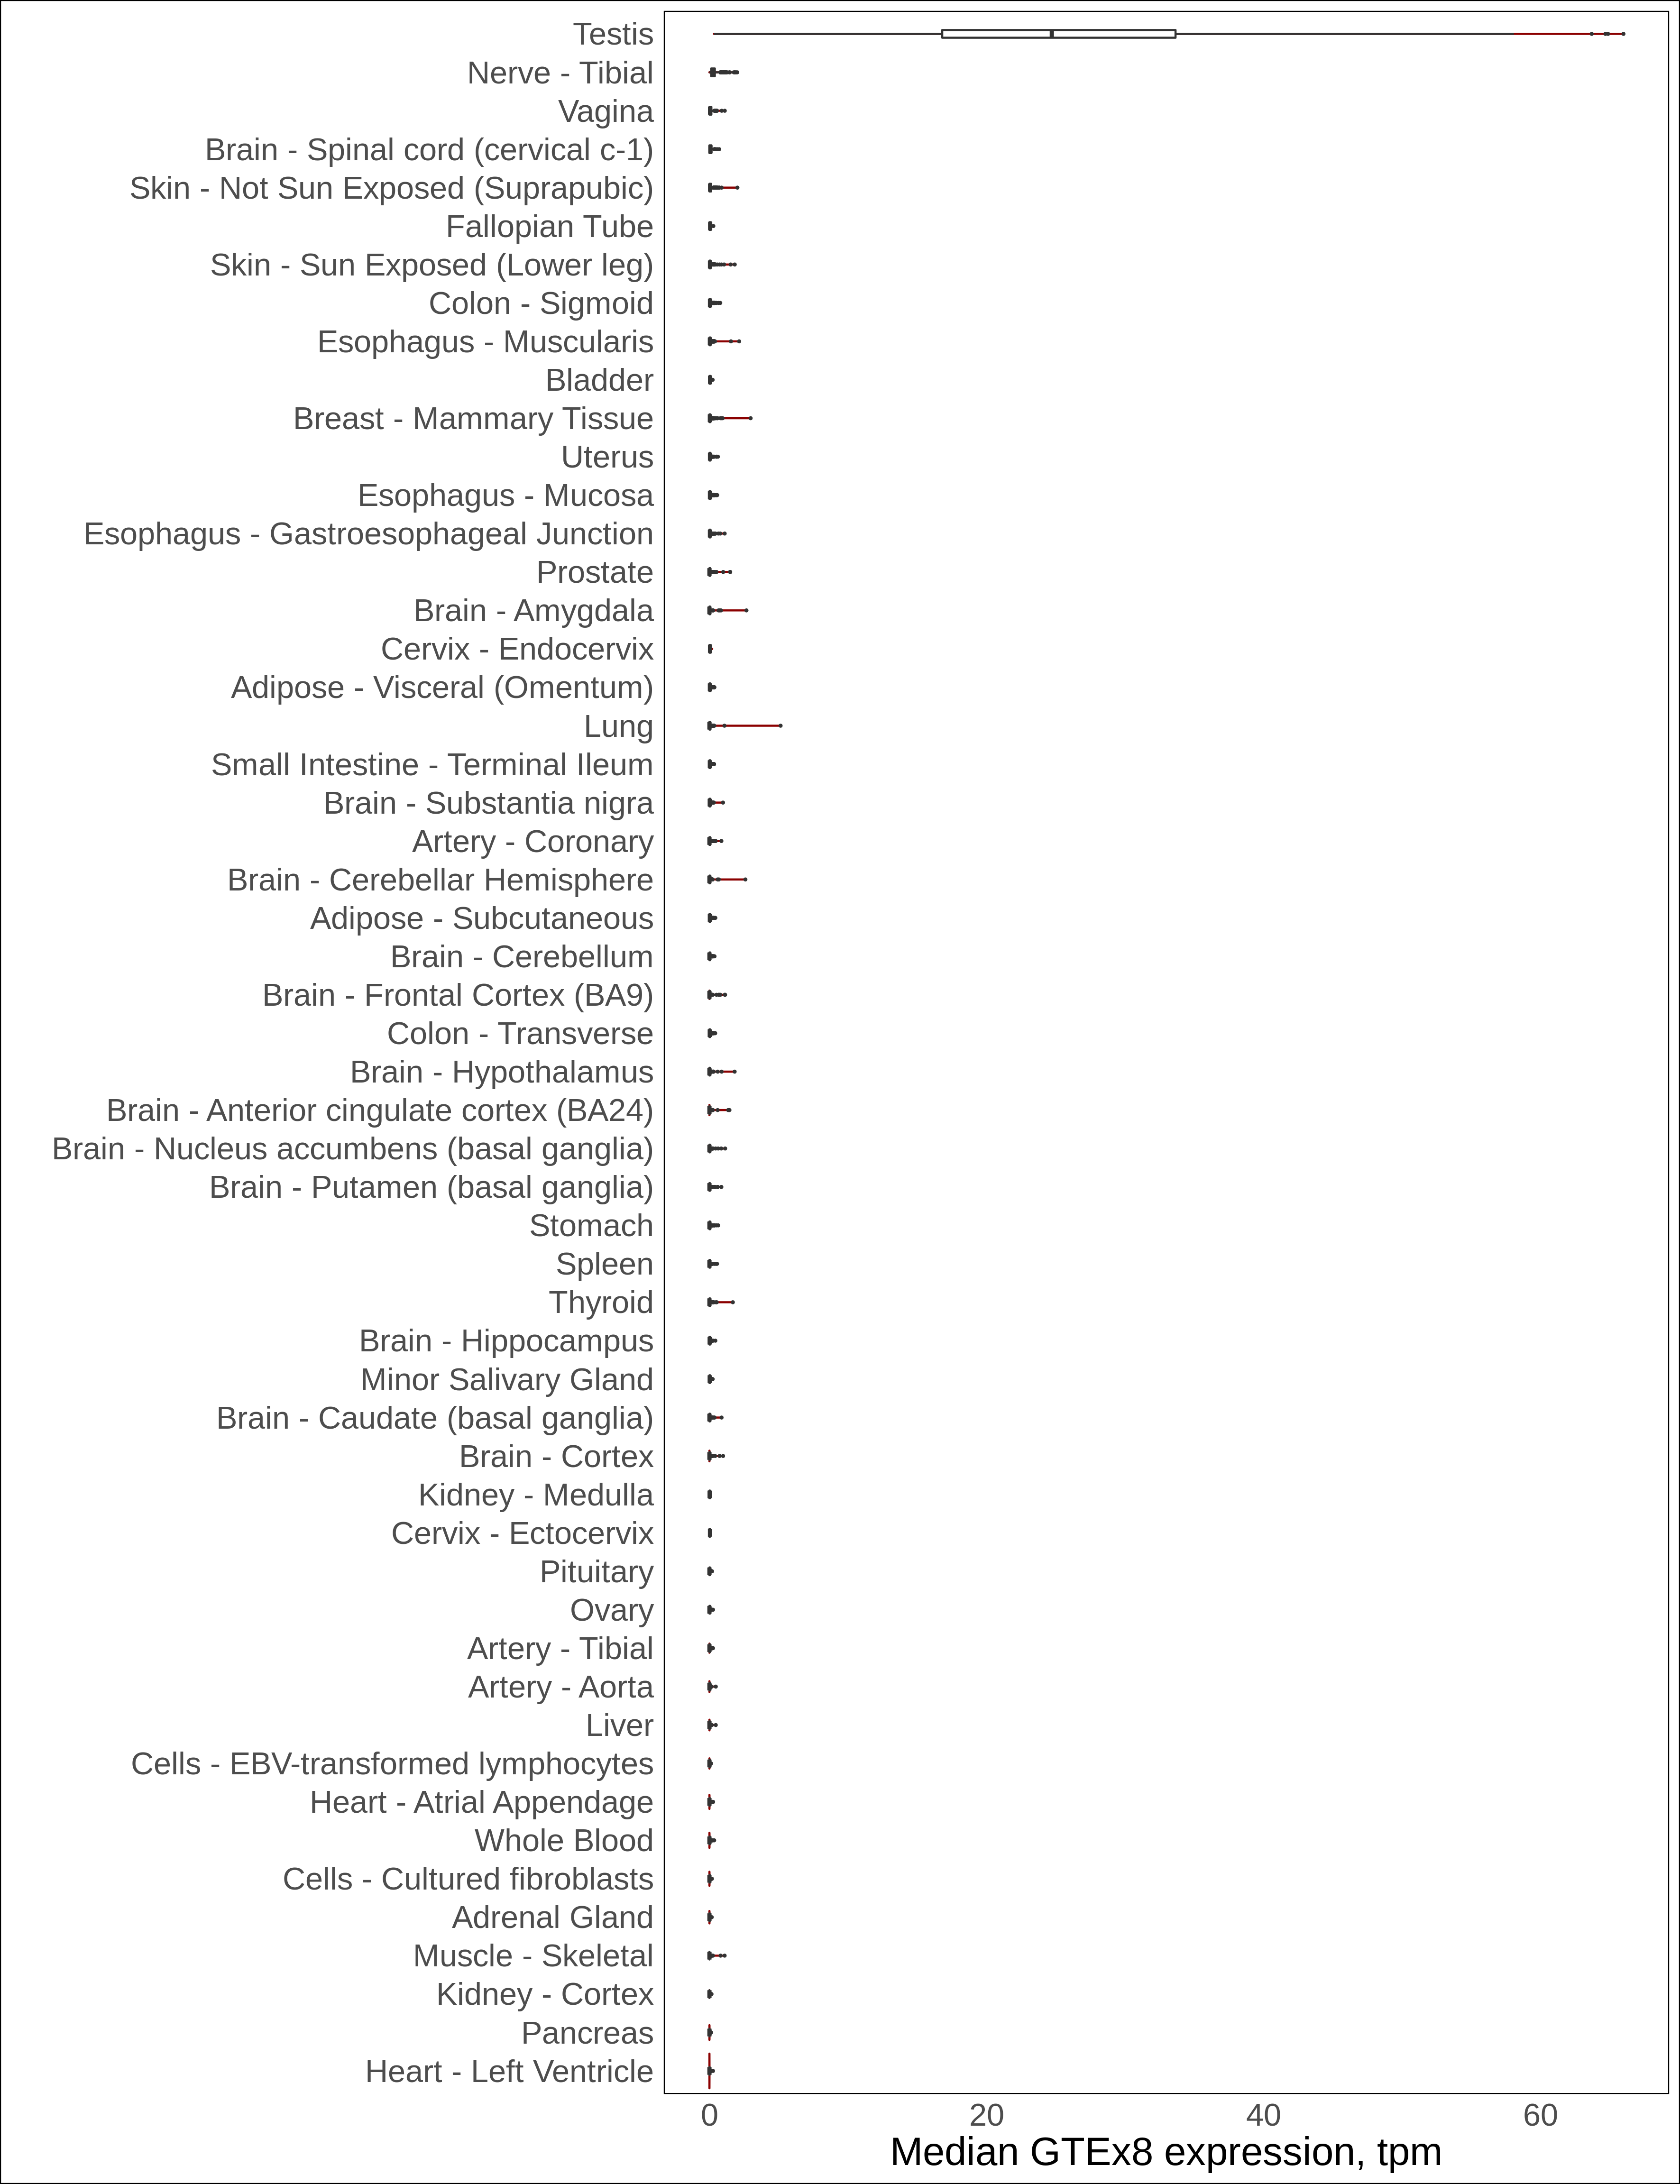 Testis
Nerve - Tibial
Vagina
Brain - Spinal cord (cervical c-1)
Skin - Not Sun Exposed (Suprapubic)
Fallopian Tube
Skin - Sun Exposed (Lower leg)
Colon - Sigmoid
Esophagus - Muscularis
Bladder
Breast - Mammary Tissue
Uterus
Esophagus - Mucosa
Esophagus - Gastroesophageal Junction
Prostate
Brain - Amygdala
Cervix - Endocervix
Adipose - Visceral (Omentum)
Lung
Small Intestine - Terminal Ileum
Brain - Substantia nigra
Artery - Coronary
Brain - Cerebellar Hemisphere
Adipose - Subcutaneous
Brain - Cerebellum
Brain - Frontal Cortex (BA9)
Colon - Transverse
Brain - Hypothalamus
Brain - Anterior cingulate cortex (BA24)
Brain - Nucleus accumbens (basal ganglia)
Brain - Putamen (basal ganglia)
Stomach
Spleen
Thyroid
Brain - Hippocampus
Minor Salivary Gland
Brain - Caudate (basal ganglia)
Brain - Cortex
Kidney - Medulla
Cervix - Ectocervix
Pituitary
Ovary
Artery - Tibial
Artery - Aorta
Liver
Cells - EBV-transformed lymphocytes
Heart - Atrial Appendage
Whole Blood
Cells - Cultured fibroblasts
Adrenal Gland
Muscle - Skeletal
Kidney - Cortex
Pancreas
Heart - Left Ventricle
0 20 40 60
Median GTEx8 expression, tpm